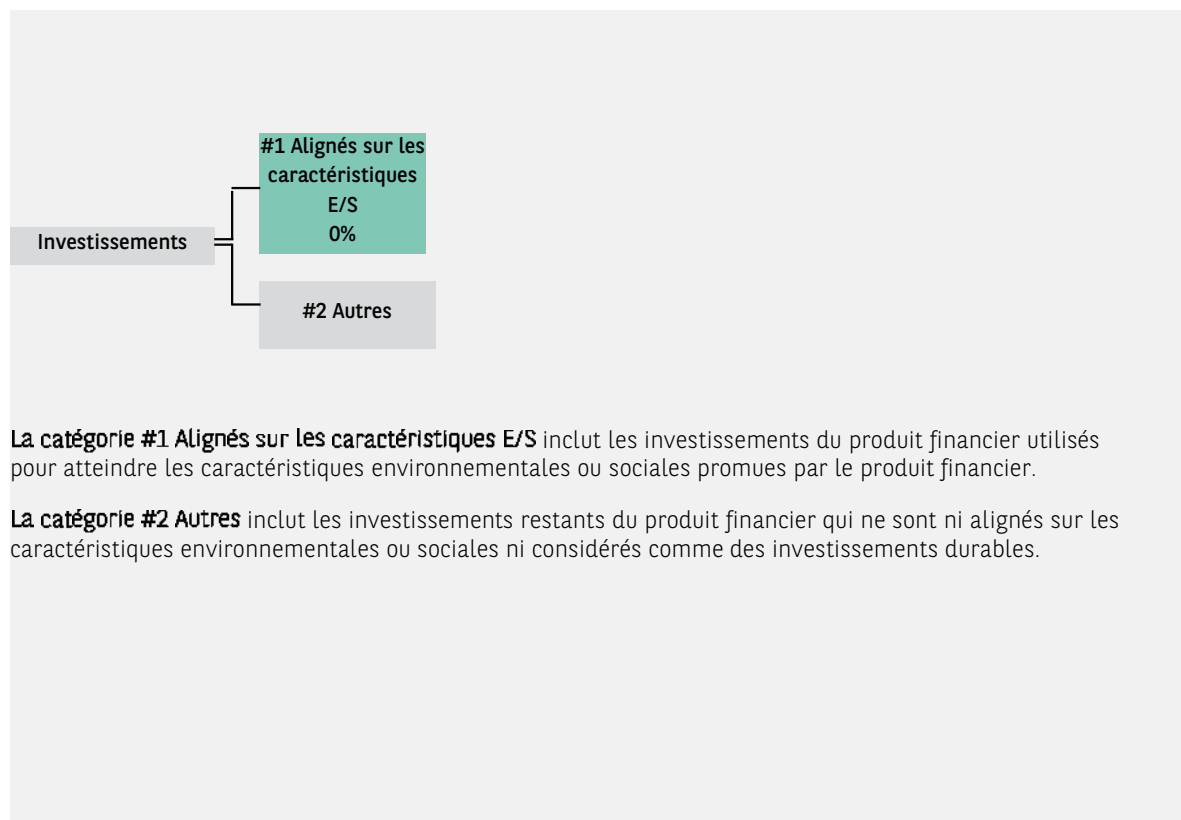 #1 Alignés sur les
caractéristiques
E/S
0%
Investissements
#2 Autres
La catégorie #1 Alignés sur les caractéristiques E/S inclut les investissements du produit financier utilisés
pour atteindre les caractéristiques environnementales ou sociales promues par le produit financier.
La catégorie #2 Autres inclut les investissements restants du produit financier qui ne sont ni alignés sur les
caractéristiques environnementales ou sociales ni considérés comme des investissements durables.